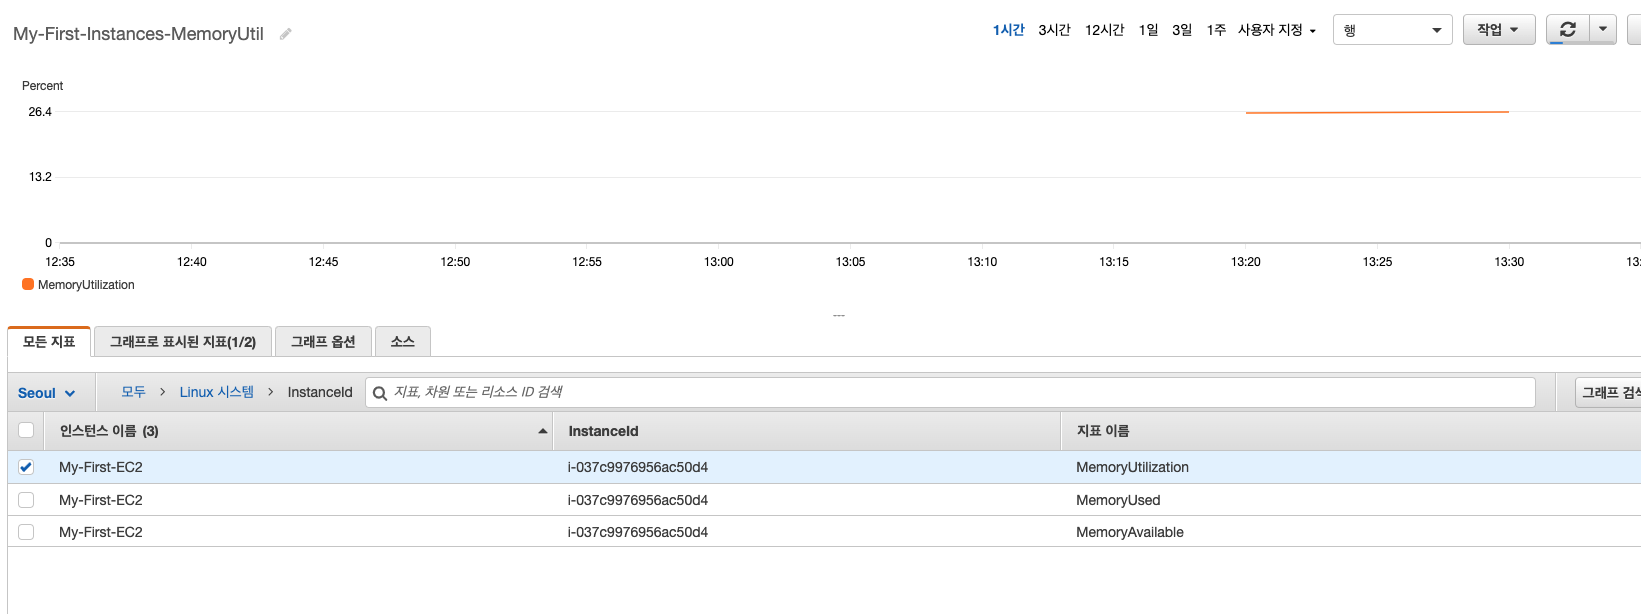 My-First-Instances-MemoryUtil 1시간 3시간 12시간 1일 3일 1주 사용자 지정 행 작업
Percent
26.4
13.2
0
12:35 12:40 12:45 12:50 12:55 13:00 13:05 13:10 13:15 13:20 13:25 13:30 13:
MemoryUtilization
모든 지표 그래프로 표시된 지표(1/2) 그래프 옵션 소스
Seoul 모두 > Linux 시스템 > InstanceId 지표, 차원 또는 리소스 ID 검색 그래프 검색
인스턴스 이름 (3) InstanceId 지표 이름
My-First-EC2 i-037c9976956ac50d4 MemoryUtilization
My-First-EC2 i-037c9976956ac50d4 MemoryUsed
My-First-EC2 i-037c9976956ac50d4 MemoryAvailable